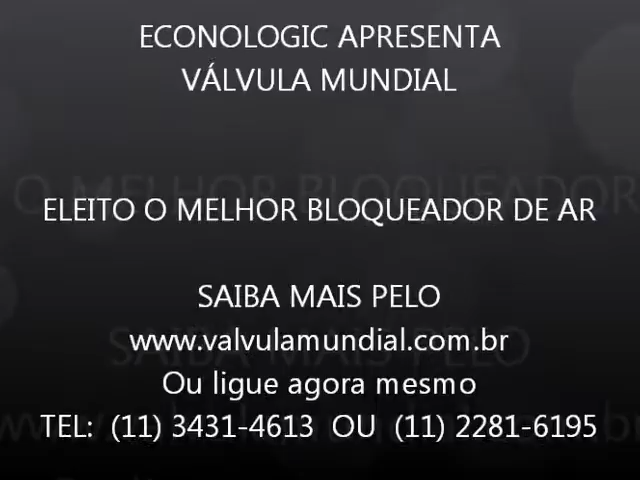 ECONOLOGIC APRESENTA
VÁLVULA MUNDIAL
ELEITO O MELHOR BLOQUEADOR DE AR
SAIBA MAIS PELO
www.valvulamundial.com.br
Ou ligue agora mesmo
TEL: (11) 3431-4613 OU (11) 2281-6195